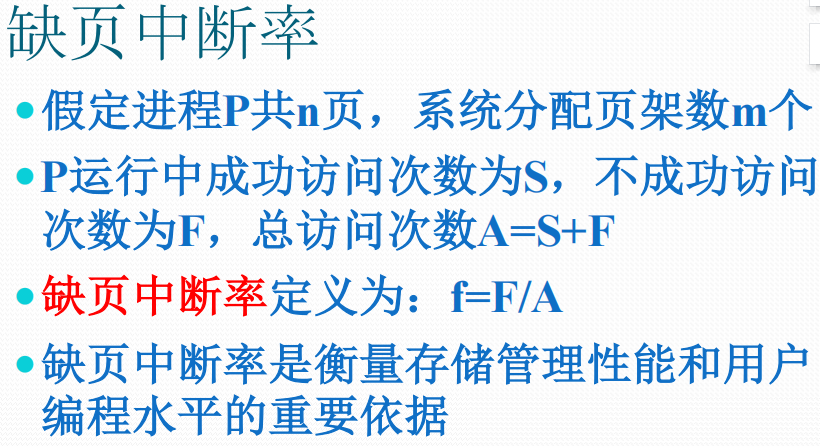 缺页中断率
•假定进程P共n页，系统分配页架数m个
•P运行中成功访问次数为S，不成功访问
次数为F，总访问次数A=S+F
•缺页中断率定义为：f=F/A
•缺页中断率是衡量存储管理性能和用户
编程水平的重要依据